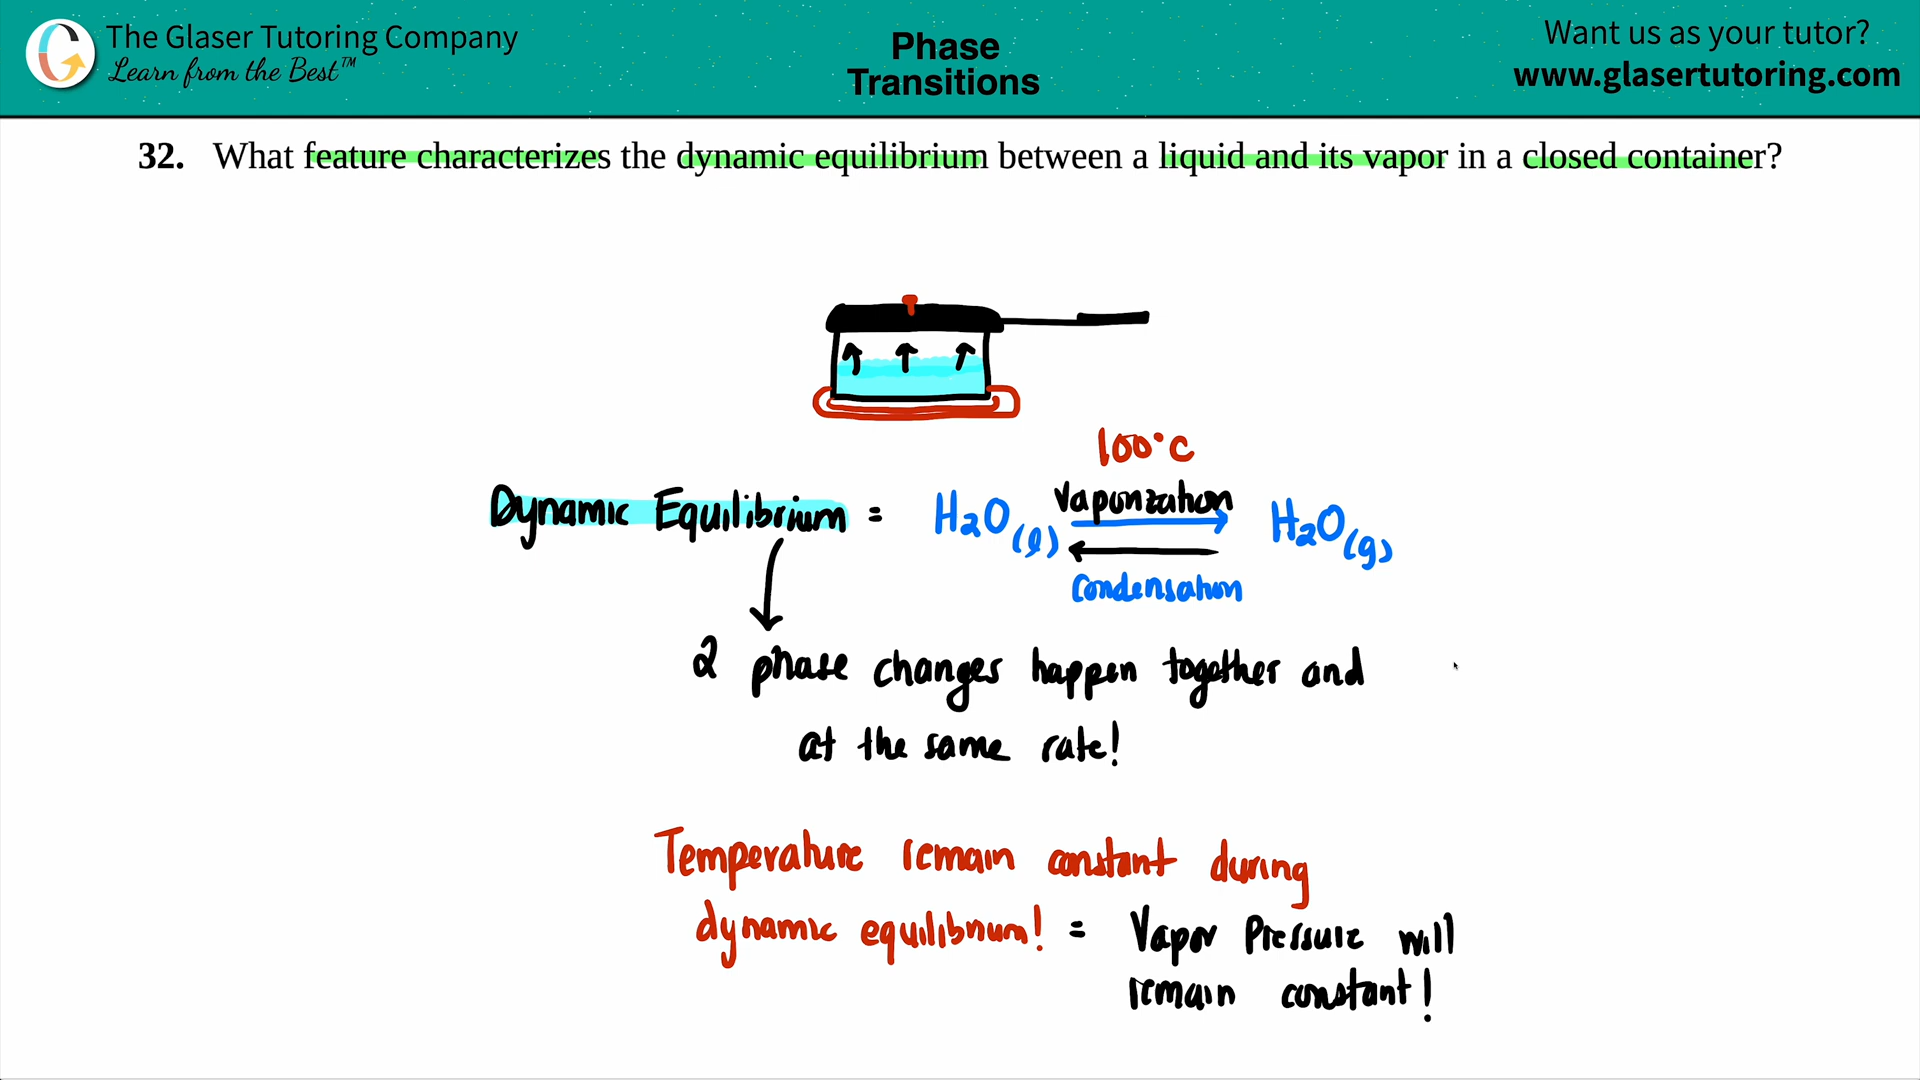 The Glaser Tutoring Company
Learn from the Best™
Phase
Transitions
Want us as your tutor?
www.glasertutoring.com
32. What feature characterizes the dynamic equilibrium between a liquid and its vapor in a closed container?
100°C
Vaporization
Dynamic Equilibrium = H₂O(l) H₂O(g)
Condensation
2 phase changes happen together and
at the same rate!
Temperature remain constant during
dynamic equilibrium! = Vapor Pressure will
remain constant!